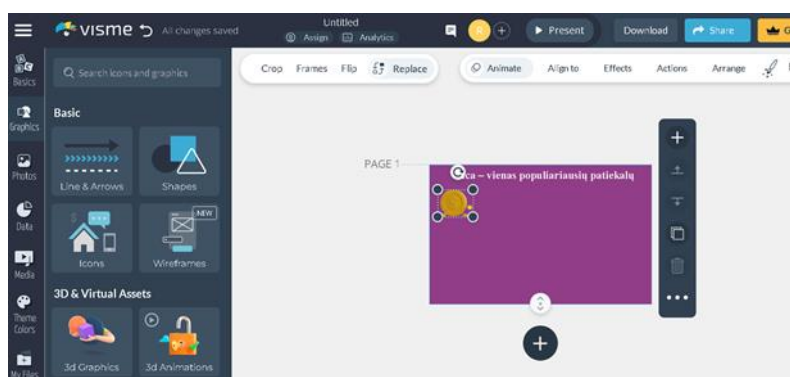 VISME
All changes saved
Untitled
Assign
Analytics
R
Present
Download
Share
G
Basics
Graphics
Photos
Data
Media
Theme
Colors
My Files
Search icons and graphics
Basic
Line & Arrows
Shapes
Icons
NEW
Wireframes
3D & Virtual Assets
3d Graphics
3d Animations
Crop
Frames
Flip
Replace
Animate
Align to
Effects
Actions
Arrange
PAGE 1
ca – vienas populiariausių patiekalų